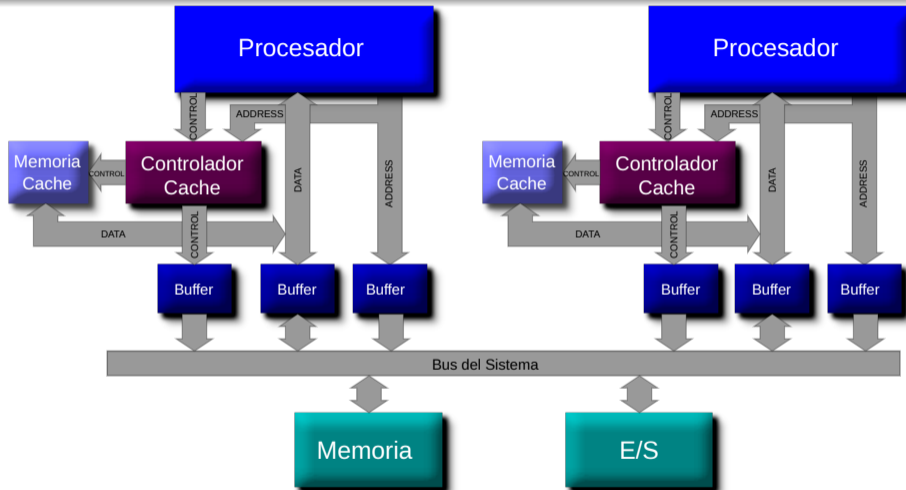 Procesador
Procesador
CONTROL
ADDRESS
CONTROL
ADDRESS
Memoria
Cache
CONTROL
Controlador
Cache
DATA
ADDRESS
Memoria
Cache
CONTROL
Controlador
Cache
DATA
ADDRESS
DATA
CONTROL
DATA
CONTROL
Buffer
Buffer
Buffer
Buffer
Buffer
Buffer
Bus del Sistema
Memoria
E/S